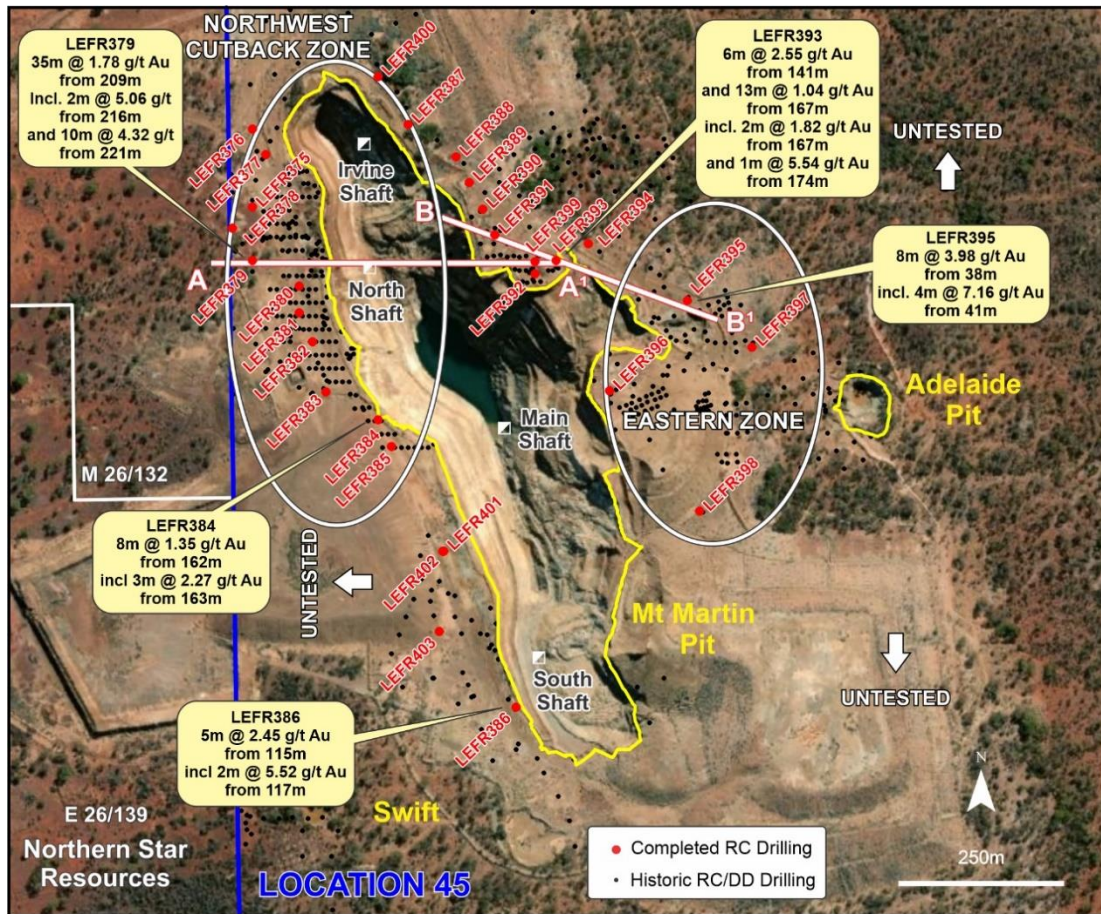 NORTHWEST
CUTBACK ZONE
LEFR379
35m @ 1.78 g/t Au
from 209m
Incl. 2m @ 5.06 g/t
from 216m
and 10m @ 4.32 g/t
from 221m
LEFR393
6m @ 2.55 g/t Au
from 141m
and 13m @ 1.04 g/t Au
from 167m
incl. 2m @ 1.82 g/t Au
from 167m
and 1m @ 5.54 g/t Au
from 174m
UNTESTED
LEFR395
8m @ 3.98 g/t Au
from 38m
incl. 4m @ 7.16 g/t Au
from 41m
LEFR400
LEFR387
LEFR388
LEFR389
LEFR390
LEFR391
LEFR399
LEFR393
LEFR394
LEFR395
LEFR397
LEFR376
LEFR377
LEFR375
LEFR378
LEFR379
LEFR380
LEFR381
LEFR382
LEFR383
LEFR384
LEFR385
LEFR392
LEFR396
LEFR398
LEFR401
LEFR402
LEFR403
LEFR386
Irvine
Shaft
B
A
North
Shaft
A¹
B¹
EASTERN ZONE
Adelaide
Pit
Main
Shaft
M 26/132
LEFR384
8m @ 1.35 g/t Au
from 162m
incl 3m @ 2.27 g/t Au
from 163m
UNTESTED
Mt Martin
Pit
South
Shaft
UNTESTED
LEFR386
5m @ 2.45 g/t Au
from 115m
incl 2m @ 5.52 g/t Au
from 117m
Swift
E 26/139
Northern Star
Resources
LOCATION 45
Completed RC Drilling
Historic RC/DD Drilling
N
250m